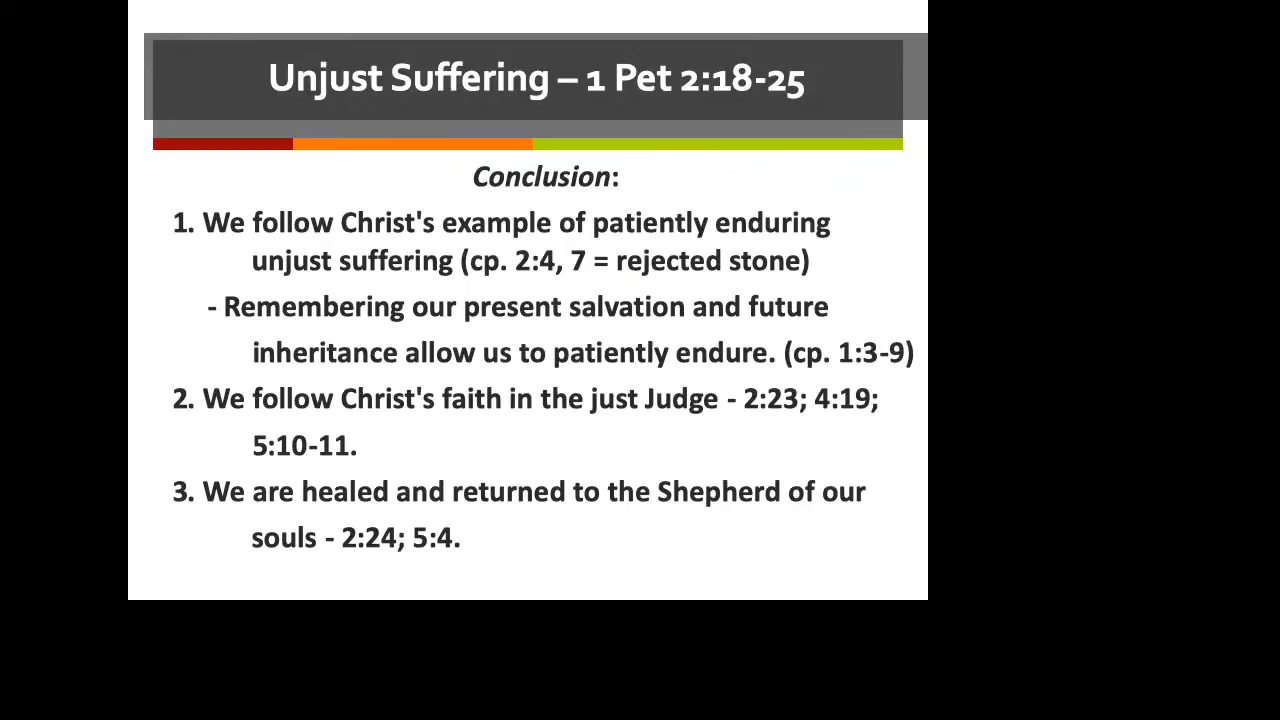 Unjust Suffering – 1 Pet 2:18-25
Conclusion:
1. We follow Christ's example of patiently enduring
unjust suffering (cp. 2:4, 7 = rejected stone)
- Remembering our present salvation and future
inheritance allow us to patiently endure. (cp. 1:3-9)
2. We follow Christ's faith in the just Judge - 2:23; 4:19;
5:10-11.
3. We are healed and returned to the Shepherd of our
souls - 2:24; 5:4.